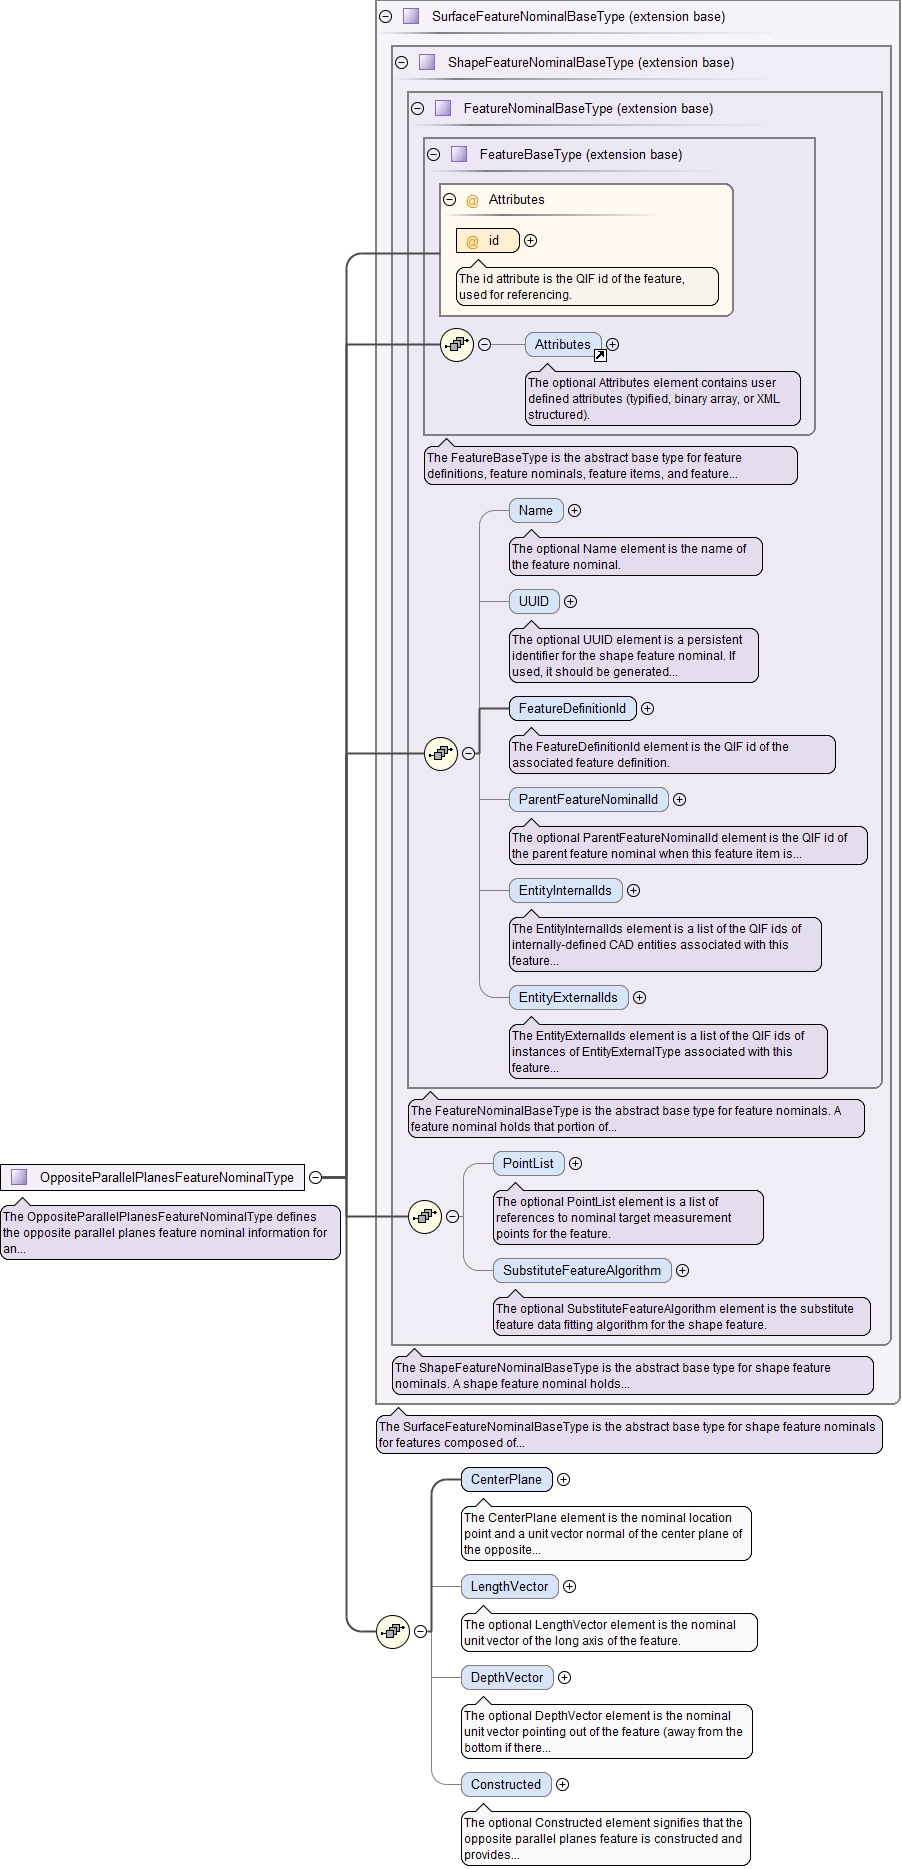 SurfaceFeatureNominalBaseType (extension base)
ShapeFeatureNominalBaseType (extension base)
FeatureNominalBaseType (extension base)
FeatureBaseType (extension base)
@ Attributes
@ id
The id attribute is the QIF id of the feature,
used for referencing.
Attributes
The optional Attributes element contains user
defined attributes (typified, binary array, or XML
structured).
The FeatureBaseType is the abstract base type for feature
definitions, feature nominals, feature items, and feature...
Name
The optional Name element is the name of
the feature nominal.
UUID
The optional UUID element is a persistent
identifier for the shape feature nominal. If
used, it should be generated...
FeatureDefinitionId
The FeatureDefinitionId element is the QIF id of the
associated feature definition.
ParentFeatureNominalId
The optional ParentFeatureNominalId element is the QIF id of
the parent feature nominal when this feature item is...
EntityInternalIds
The EntityInternalIds element is a list of the QIF ids of
internally-defined CAD entities associated with this
feature...
EntityExternalIds
The EntityExternalIds element is a list of the QIF ids of
instances of EntityExternalType associated with this
feature...
The FeatureNominalBaseType is the abstract base type for feature nominals. A
feature nominal holds that portion of...
PointList
The optional PointList element is a list of
references to nominal target measurement
points for the feature.
SubstituteFeatureAlgorithm
The optional SubstituteFeatureAlgorithm element is the substitute
feature data fitting algorithm for the shape feature.
OppositeParallelPlanesFeatureNominalType
The OppositeParallelPlanesFeatureNominalType defines
the opposite parallel planes feature nominal information for
an...
The ShapeFeatureNominalBaseType is the abstract base type for shape feature
nominals. A shape feature nominal holds...
The SurfaceFeatureNominalBaseType is the abstract base type for shape feature nominals
for features composed of...
CenterPlane
The CenterPlane element is the nominal location
point and a unit vector normal of the center plane of
the opposite...
LengthVector
The optional LengthVector element is the nominal
unit vector of the long axis of the feature.
DepthVector
The optional DepthVector element is the nominal
unit vector pointing out of the feature (away from the
bottom if there...
Constructed
The optional Constructed element signifies that the
opposite parallel planes feature is constructed and
provides...